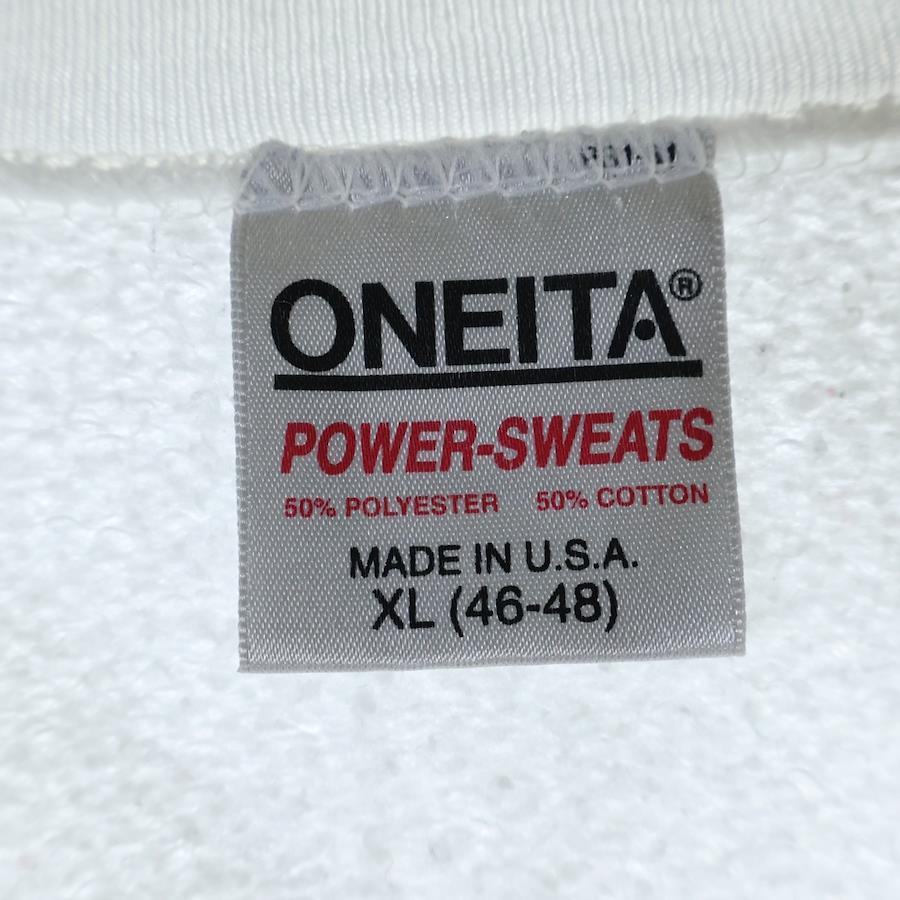 ONEITA®
POWER-SWEATS
50% POLYESTER 50% COTTON
MADE IN U.S.A.
XL (46-48)